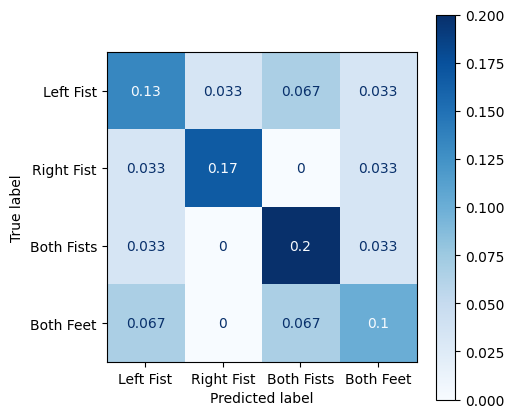 True label
Left Fist 0.13 0.033 0.067 0.033
Right Fist 0.033 0.17 0 0.033
Both Fists 0.033 0 0.2 0.033
Both Feet 0.067 0 0.067 0.1
Left Fist Right Fist Both Fists Both Feet
Predicted label
0.200
0.175
0.150
0.125
0.100
0.075
0.050
0.025
0.000